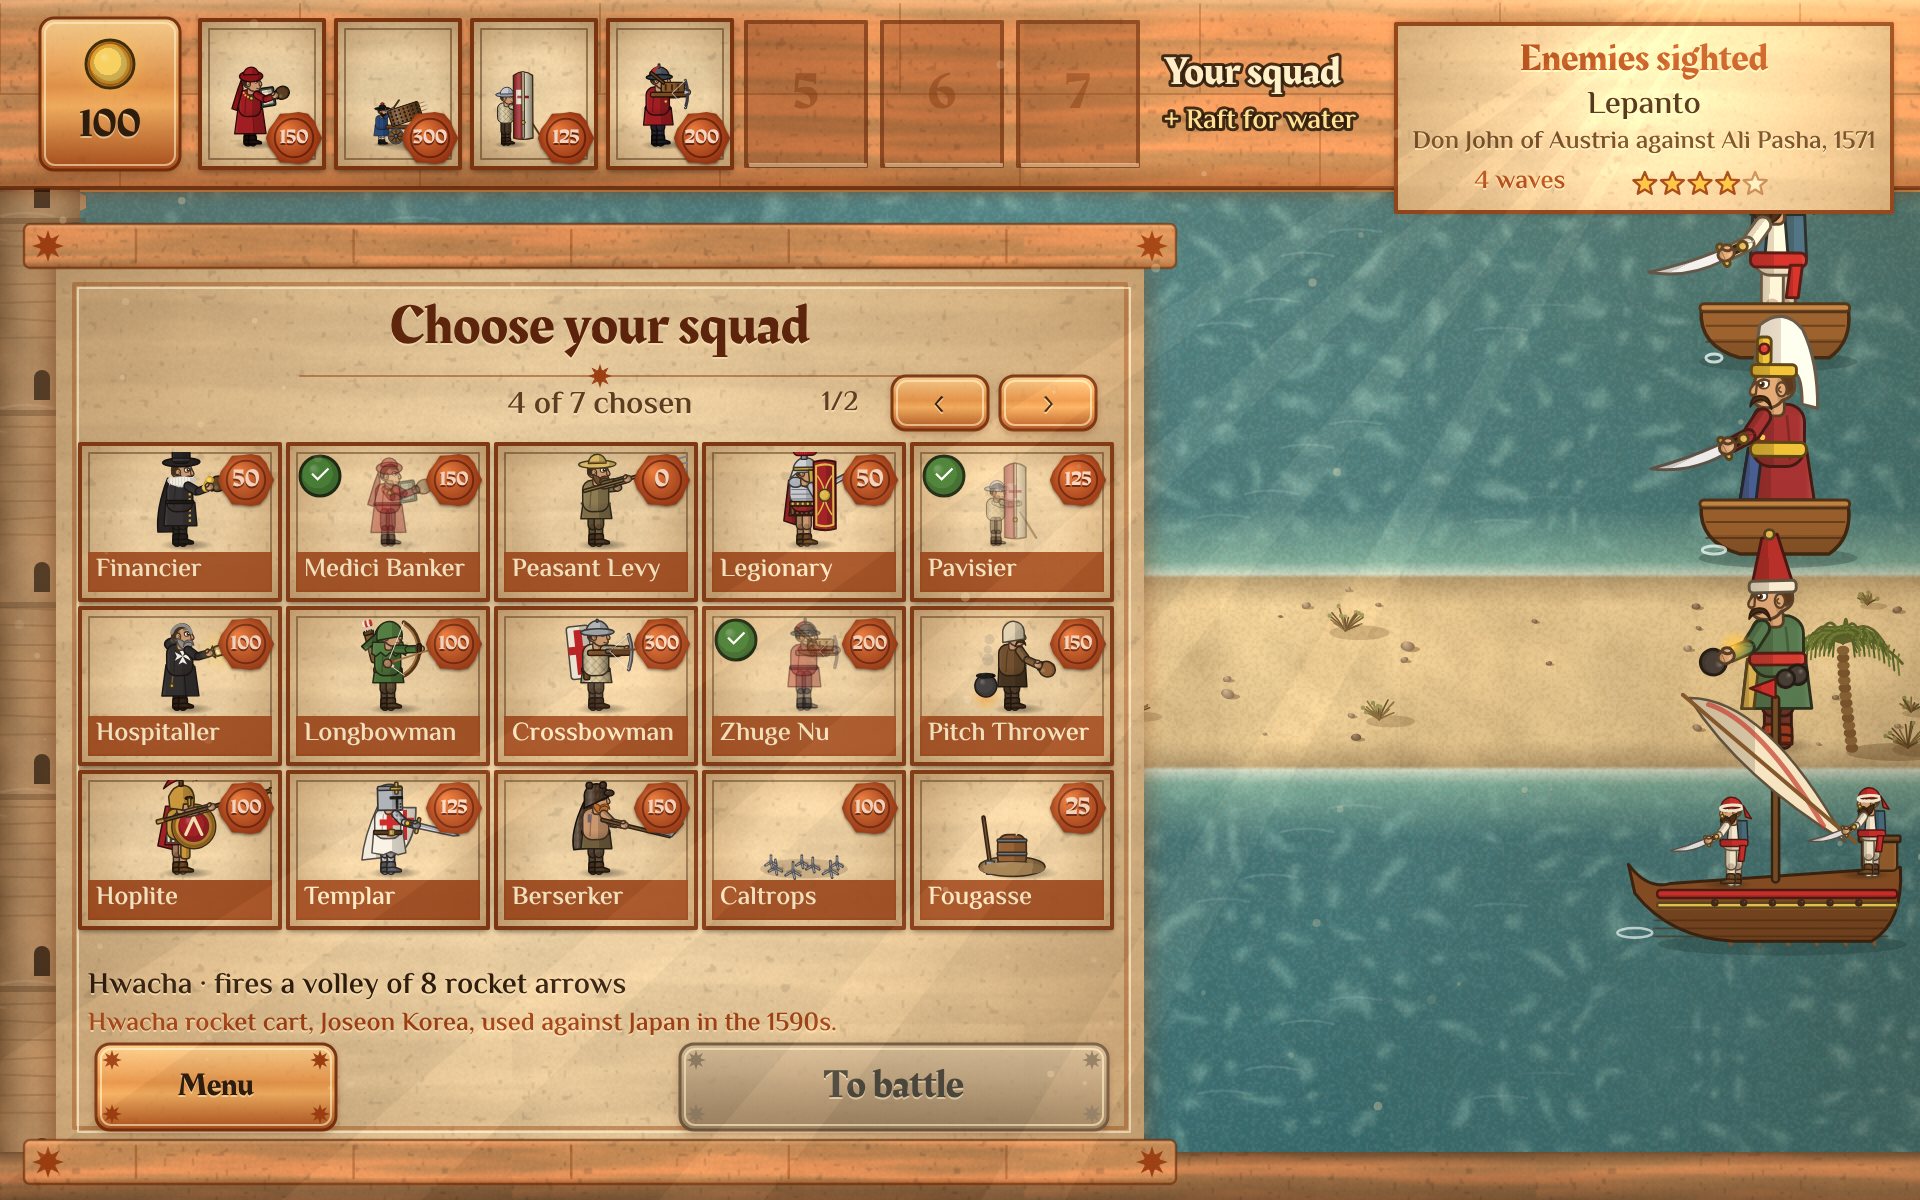 100
150
300
125
200
5
6
7
Your squad
+ Raft for water
Enemies sighted
Lepanto
Don John of Austria against Ali Pasha, 1571
4 waves
Choose your squad
4 of 7 chosen
1/2
‹
›
50
150
0
50
125
Financier
Medici Banker
Peasant Levy
Legionary
Pavisier
100
100
300
200
150
Hospitaller
Longbowman
Crossbowman
Zhuge Nu
Pitch Thrower
100
125
150
100
25
Hoplite
Templar
Berserker
Caltrops
Fougasse
Hwacha · fires a volley of 8 rocket arrows
Hwacha rocket cart, Joseon Korea, used against Japan in the 1590s.
Menu
To battle